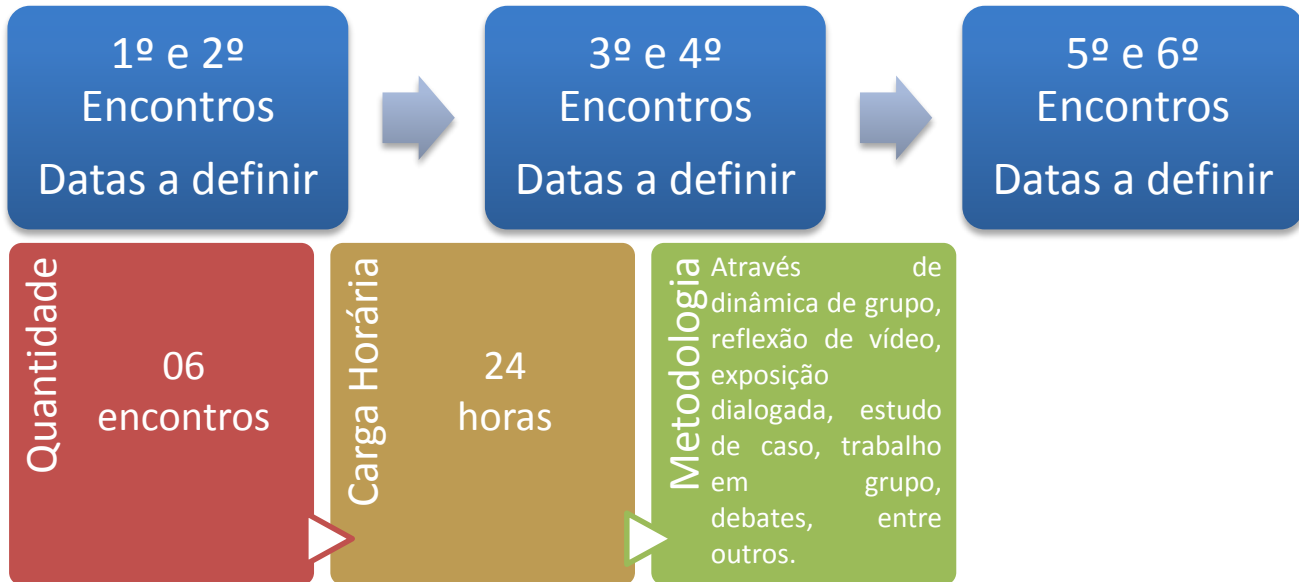 1º e 2º
Encontros
Datas a definir
3º e 4º
Encontros
Datas a definir
5º e 6º
Encontros
Datas a definir
Quantidade
06
encontros
Carga Horária
24
horas
Metodologia
Através de
dinâmica de grupo,
reflexão de vídeo,
exposição
dialogada, estudo
de caso, trabalho
em grupo,
debates, entre
outros.